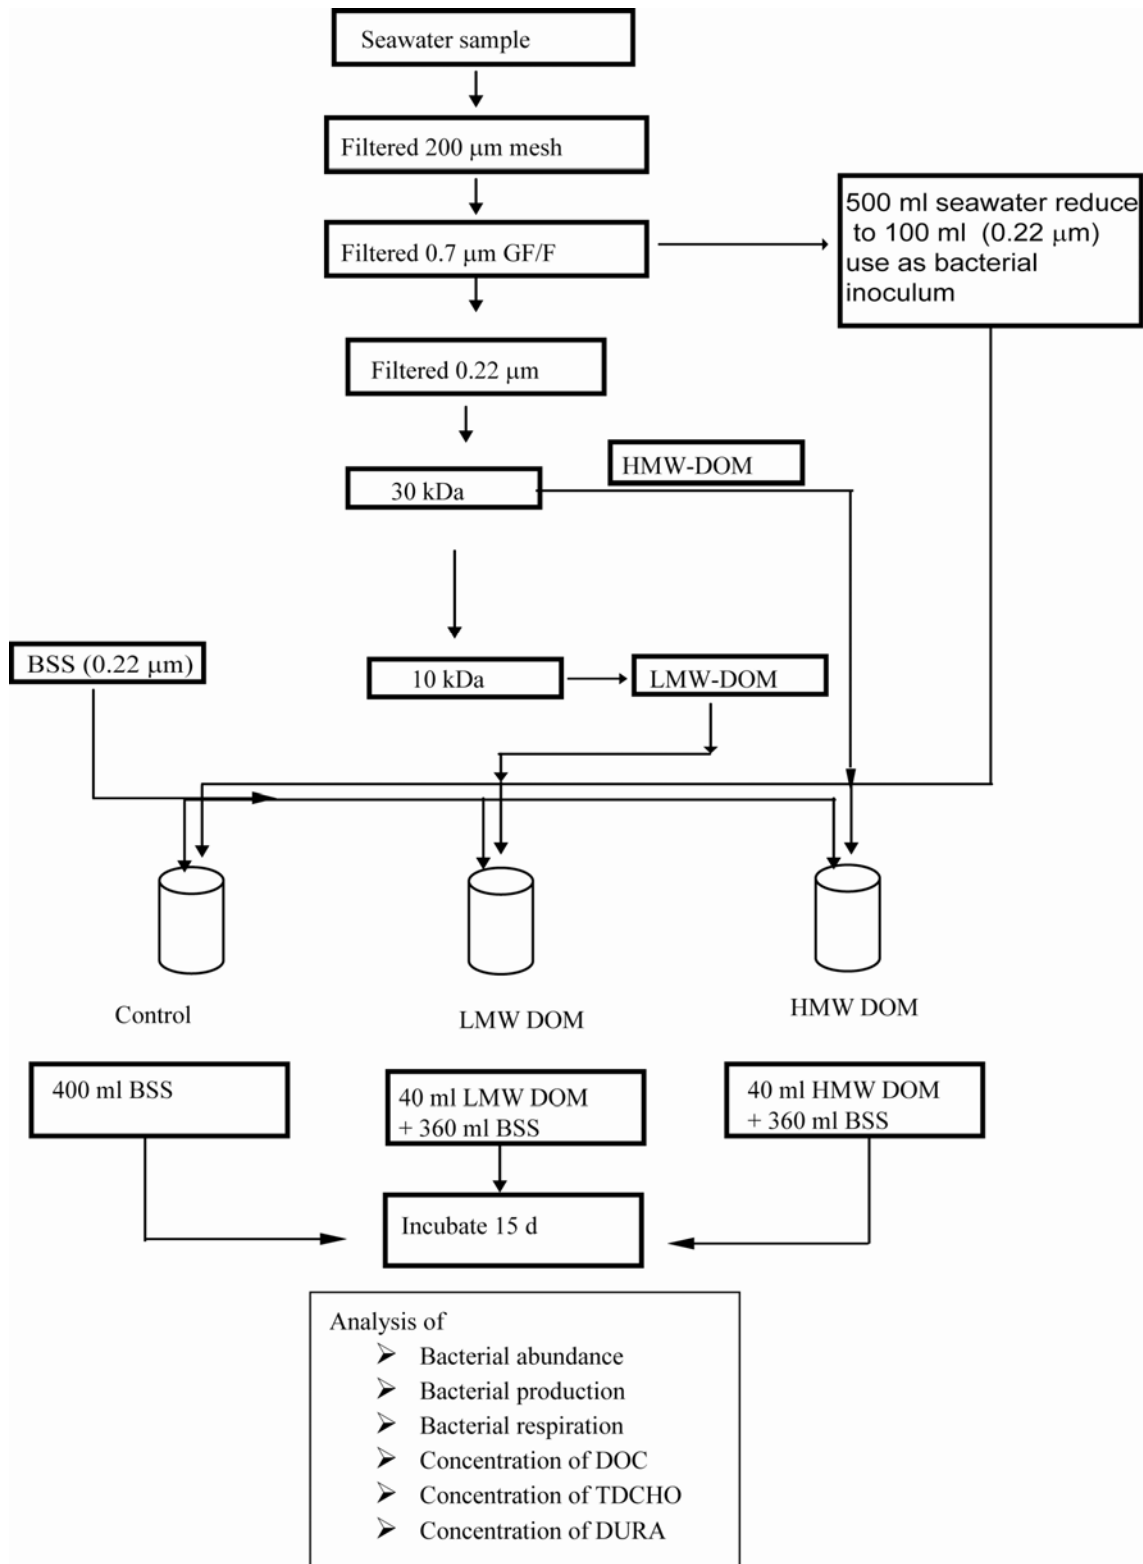 Seawater sample
Filtered 200 μm mesh
Filtered 0.7 μm GF/F
500 ml seawater reduce
to 100 ml (0.22 μm)
use as bacterial
inoculum
Filtered 0.22 μm
HMW-DOM
30 kDa
BSS (0.22 μm)
10 kDa
LMW-DOM
Control
LMW DOM
HMW DOM
400 ml BSS
40 ml LMW DOM
+ 360 ml BSS
40 ml HMW DOM
+ 360 ml BSS
Incubate 15 d
Analysis of
➢ Bacterial abundance
➢ Bacterial production
➢ Bacterial respiration
➢ Concentration of DOC
➢ Concentration of TDCHO
➢ Concentration of DURA